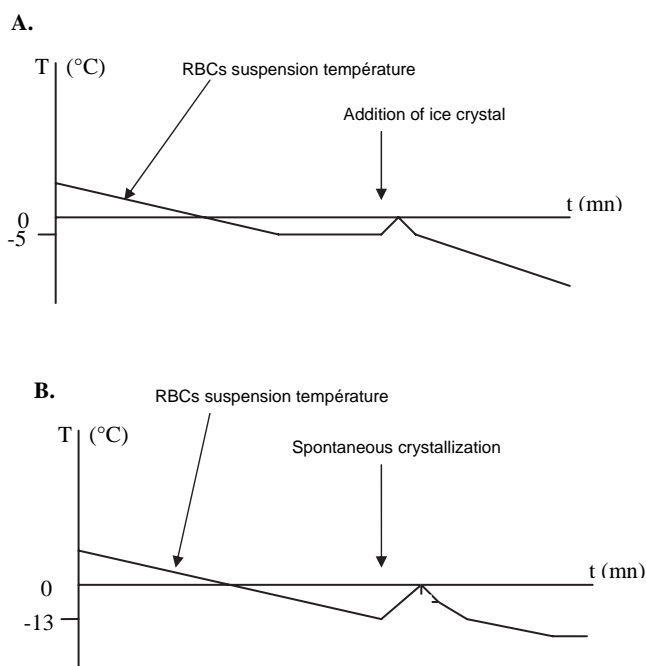 A.
T (°C)
RBCs suspension température
Addition of ice crystal
t (mn)
0
-5
B.
RBCs suspension température
T (°C)
Spontaneous crystallization
t (mn)
0
-13